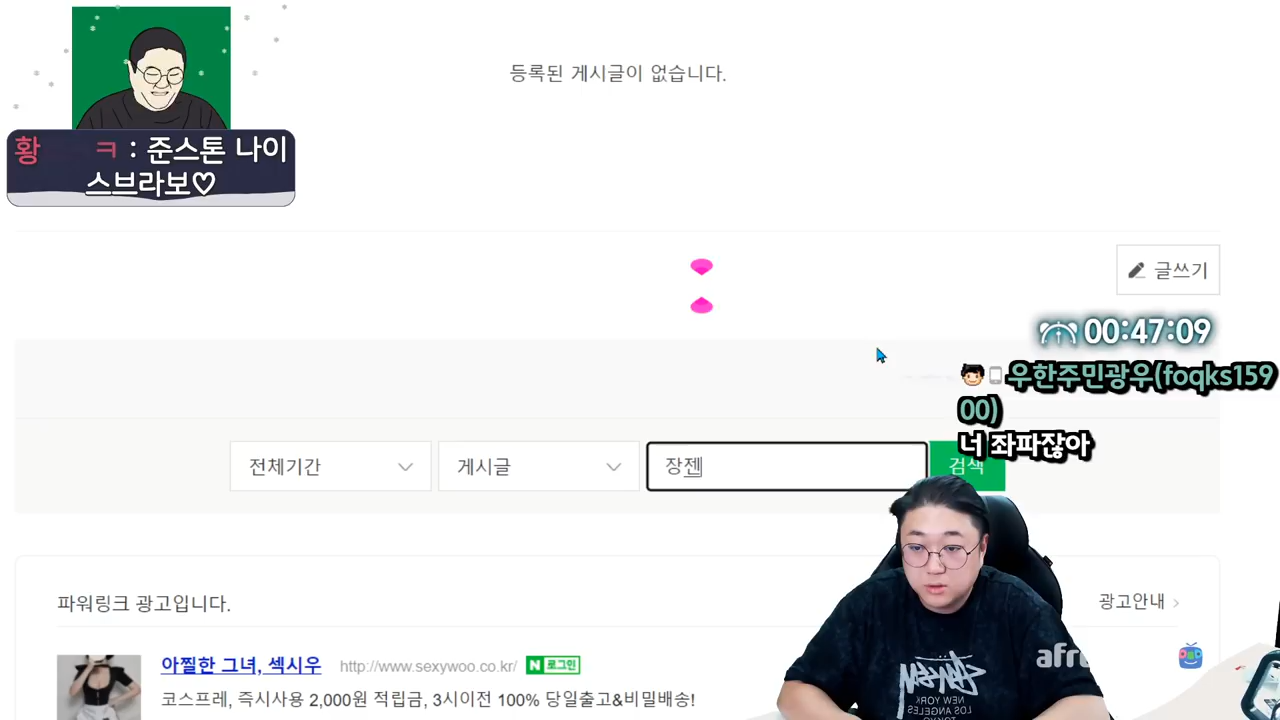 등록된 게시글이 없습니다.
황 ㅋ : 준스톤 나이
스브라보♡
글쓰기
00:47:09
우한주민광우(foqks159
00)
너 좌파잖아
전체기간
게시글
장젠
검색
파워링크 광고입니다.
광고안내
아찔한 그녀, 섹시우 http://www.sexywoo.co.kr/ N 로그인
코스프레, 즉시사용 2,000원 적립금, 3시이전 100% 당일출고&비밀배송!
NEW YORK
LOS ANGELES